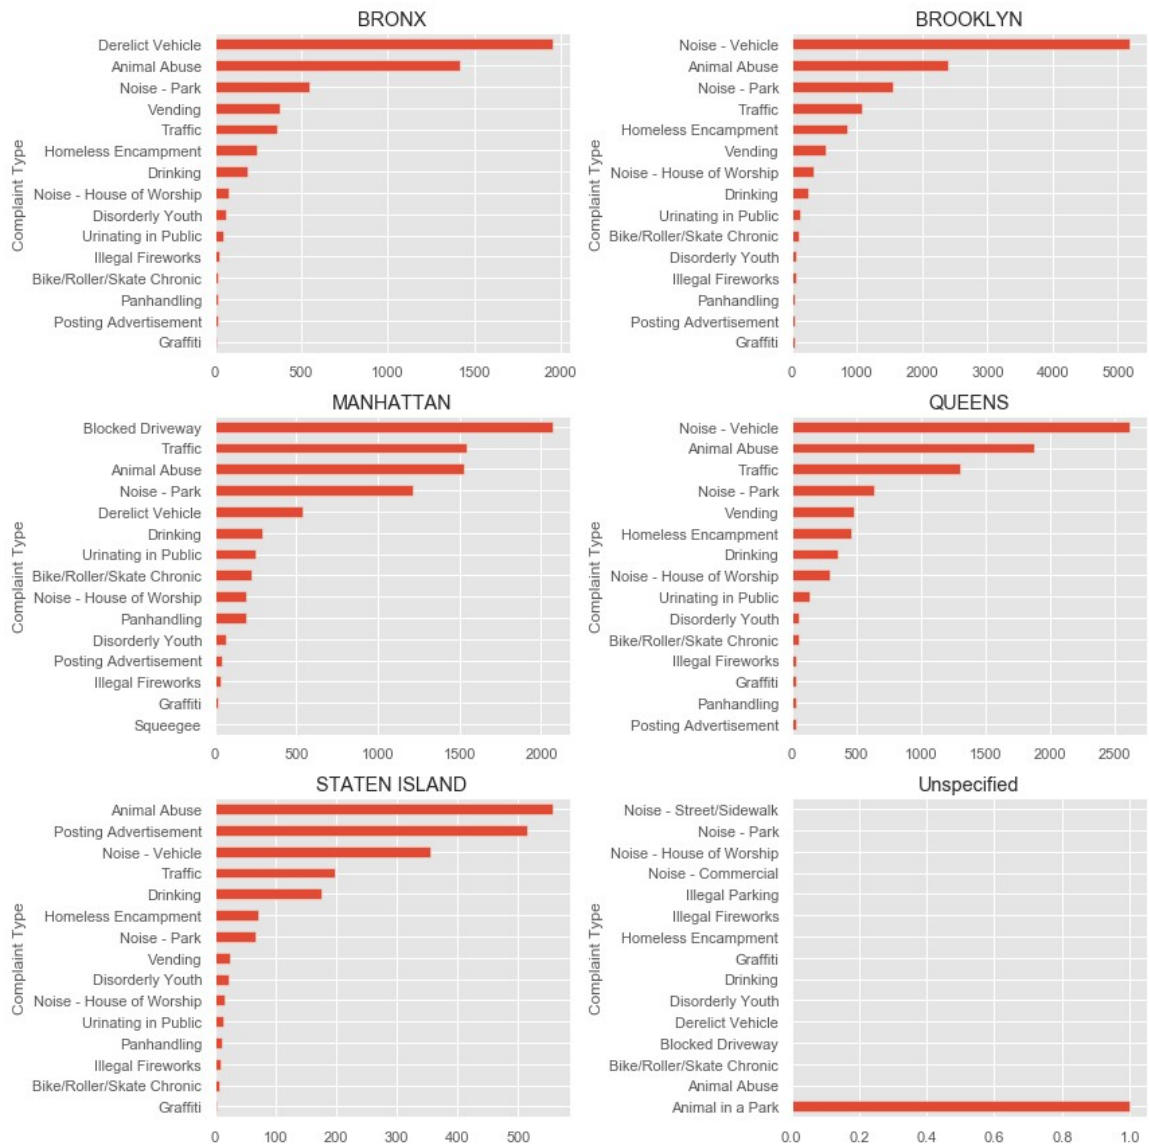 BRONX
Complaint Type
Derelict Vehicle
Animal Abuse
Noise - Park
Vending
Traffic
Homeless Encampment
Drinking
Noise - House of Worship
Disorderly Youth
Urinating in Public
Illegal Fireworks
Bike/Roller/Skate Chronic
Panhandling
Posting Advertisement
Graffiti
0 500 1000 1500 2000
BROOKLYN
Complaint Type
Noise - Vehicle
Animal Abuse
Noise - Park
Traffic
Homeless Encampment
Vending
Noise - House of Worship
Drinking
Urinating in Public
Bike/Roller/Skate Chronic
Disorderly Youth
Illegal Fireworks
Panhandling
Posting Advertisement
Graffiti
0 1000 2000 3000 4000 5000
MANHATTAN
Complaint Type
Blocked Driveway
Traffic
Animal Abuse
Noise - Park
Derelict Vehicle
Drinking
Urinating in Public
Bike/Roller/Skate Chronic
Noise - House of Worship
Panhandling
Disorderly Youth
Posting Advertisement
Illegal Fireworks
Graffiti
Squeegee
0 500 1000 1500 2000
QUEENS
Complaint Type
Noise - Vehicle
Animal Abuse
Traffic
Noise - Park
Vending
Homeless Encampment
Drinking
Noise - House of Worship
Urinating in Public
Disorderly Youth
Bike/Roller/Skate Chronic
Illegal Fireworks
Graffiti
Panhandling
Posting Advertisement
0 500 1000 1500 2000 2500
STATEN ISLAND
Complaint Type
Animal Abuse
Posting Advertisement
Noise - Vehicle
Traffic
Drinking
Homeless Encampment
Noise - Park
Vending
Disorderly Youth
Noise - House of Worship
Urinating in Public
Panhandling
Illegal Fireworks
Bike/Roller/Skate Chronic
Graffiti
0 100 200 300 400 500
Unspecified
Complaint Type
Noise - Street/Sidewalk
Noise - Park
Noise - House of Worship
Noise - Commercial
Illegal Parking
Illegal Fireworks
Homeless Encampment
Graffiti
Drinking
Disorderly Youth
Derelict Vehicle
Blocked Driveway
Bike/Roller/Skate Chronic
Animal Abuse
Animal in a Park
0.0 0.2 0.4 0.6 0.8 1.0